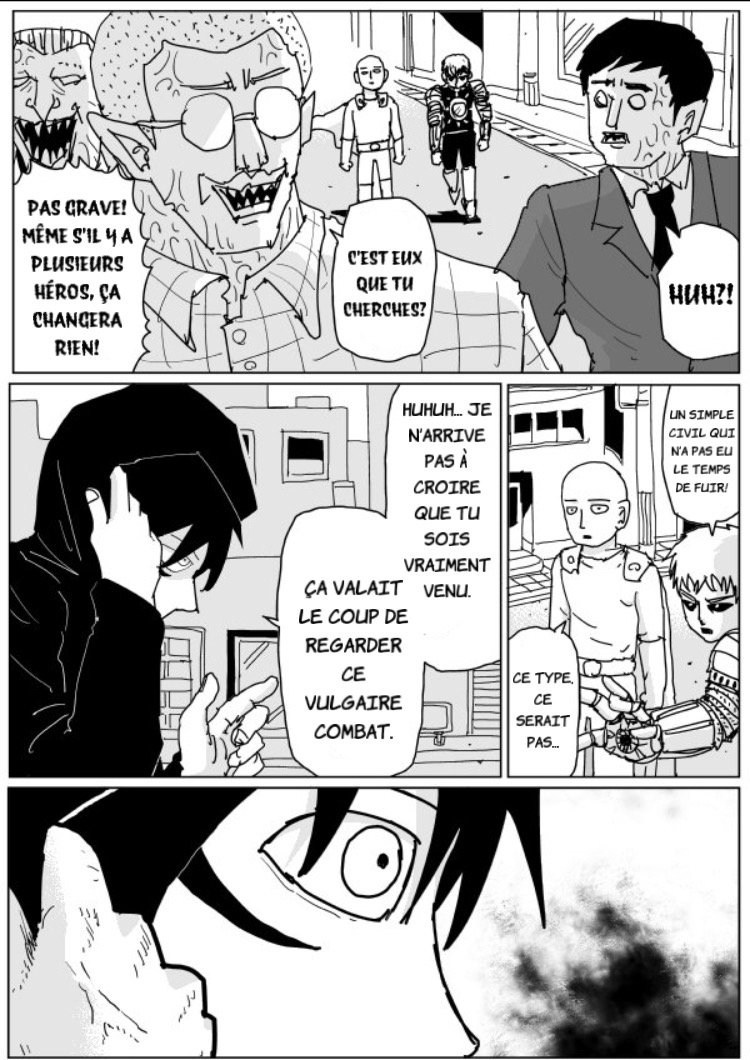 PAS GRAVE!
MÊME S'IL Y A
PLUSIEURS
HÉROS, ÇA
CHANGERA
RIEN!
C'EST EUX
QUE TU
CHERCHES?
HUH?!
HUHUH... JE
N'ARRIVE
PAS À
CROIRE
QUE TU
SOIS
VRAIMENT
VENU.
ÇA VALAIT
LE COUP DE
REGARDER
CE
VULGAIRE
COMBAT.
UN SIMPLE
CIVIL QUI
N'A PAS EU
LE TEMPS
DE FUIR!
CE TYPE,
CE
SERAIT
PAS...